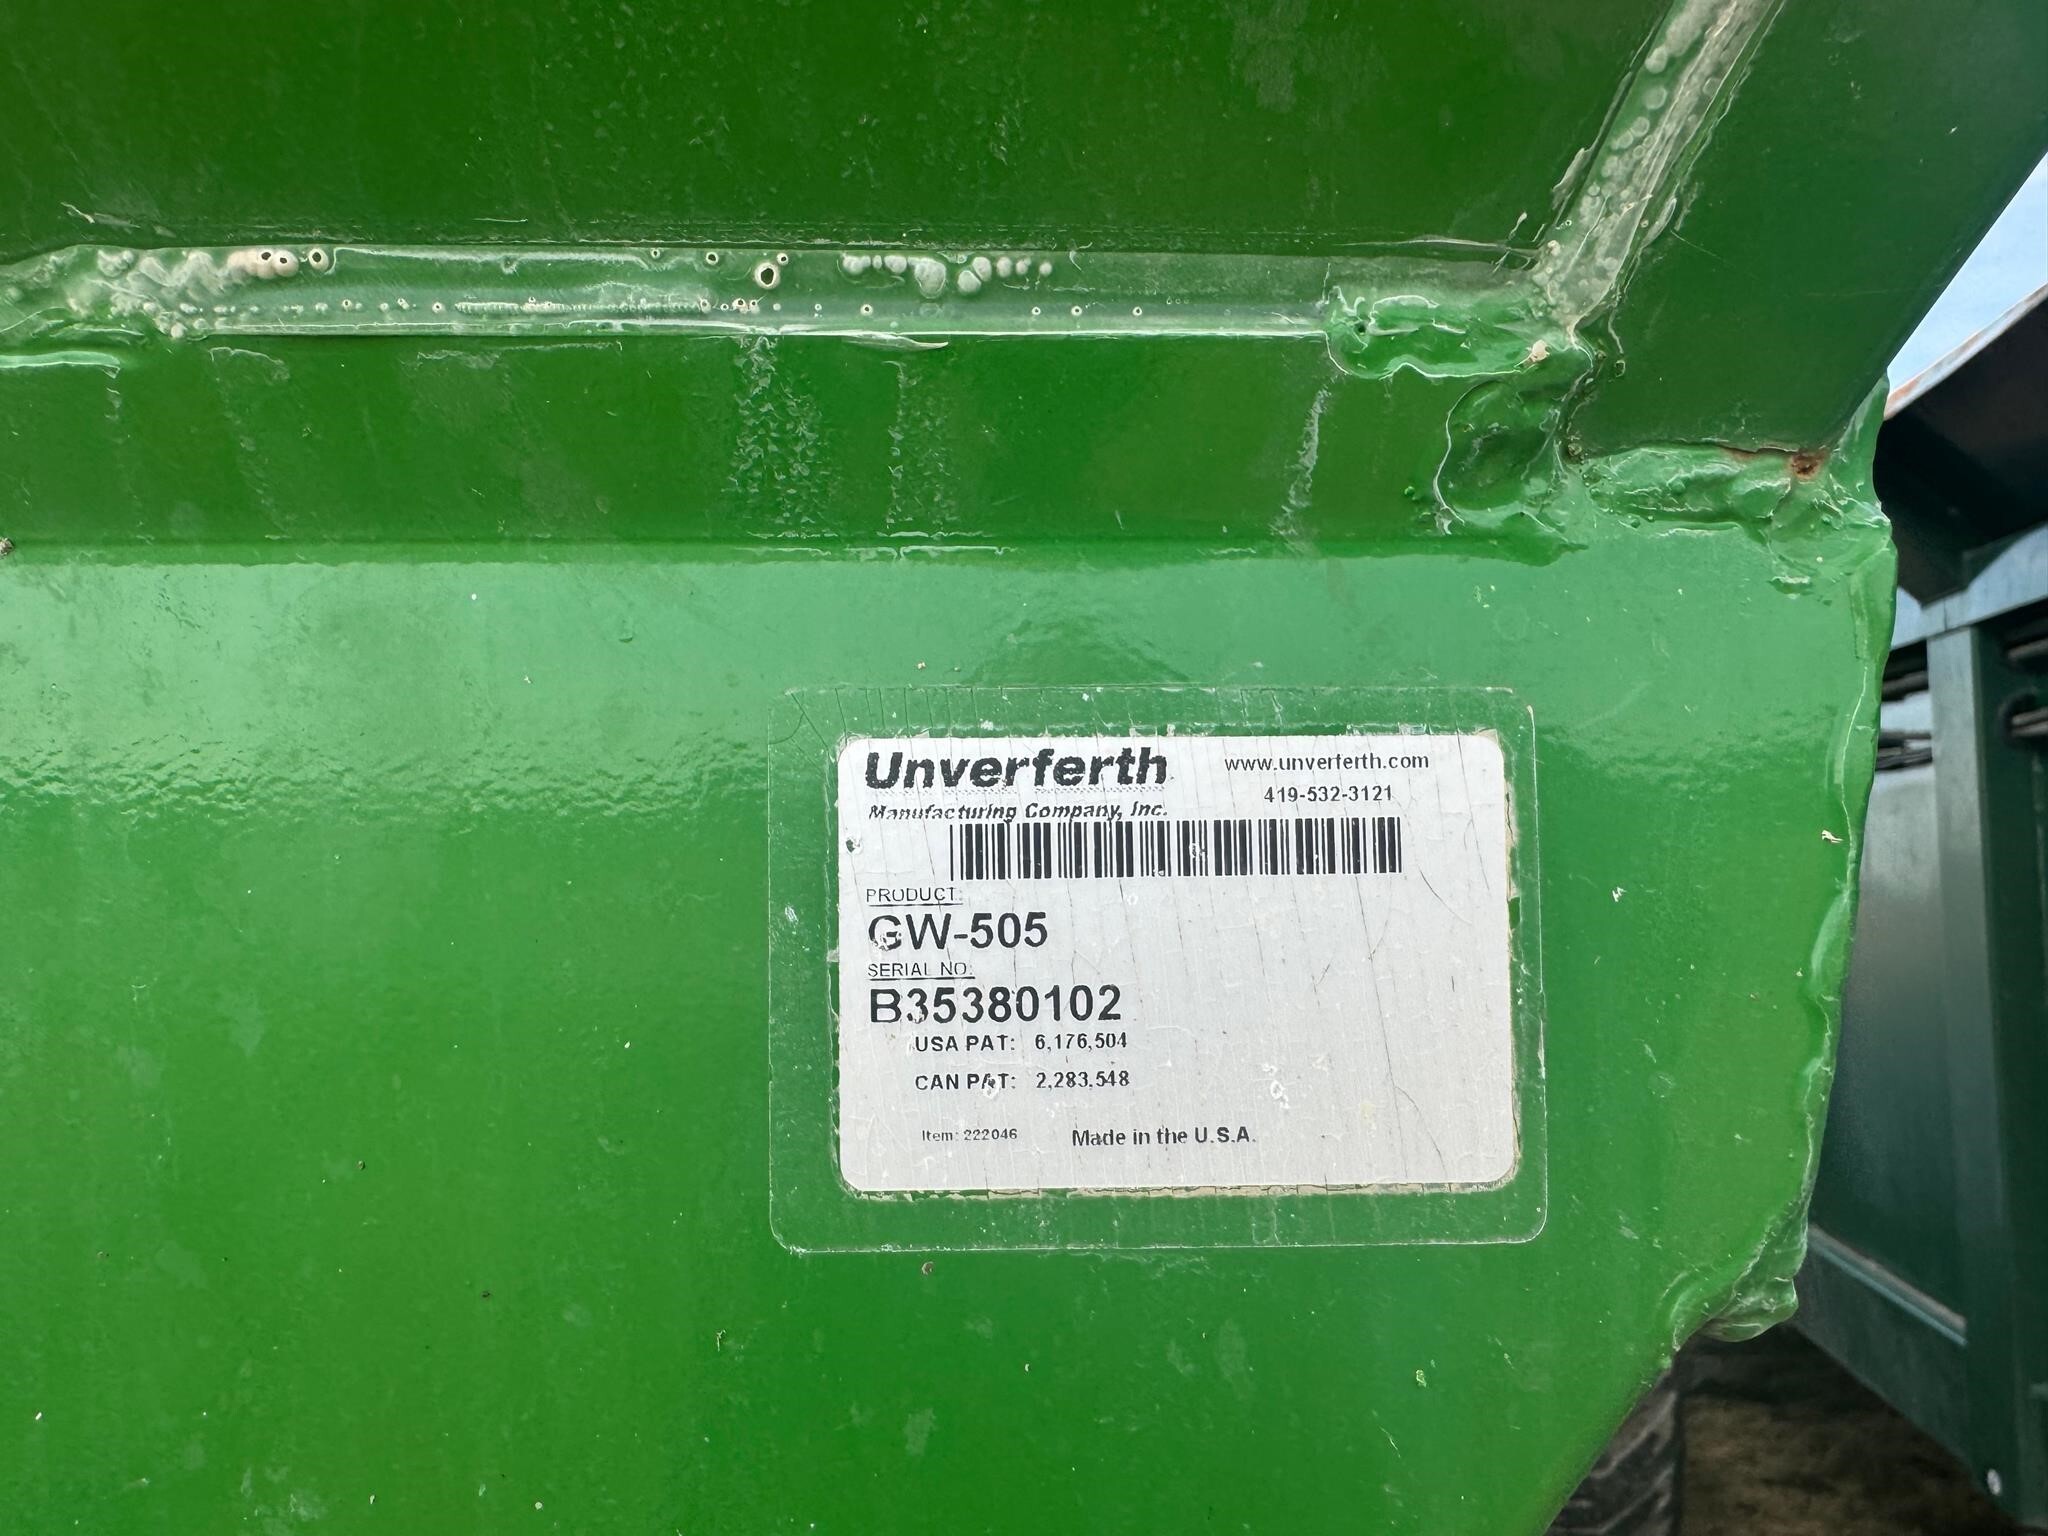 Unverferth
www.unverferth.com
Manufacturing Company, Inc.
419-532-3121
PRODUCT:
GW-505
SERIAL NO:
B35380102
USA PAT: 6,176,504
CAN PAT: 2,283,548
Item: 222046 Made in the U.S.A.